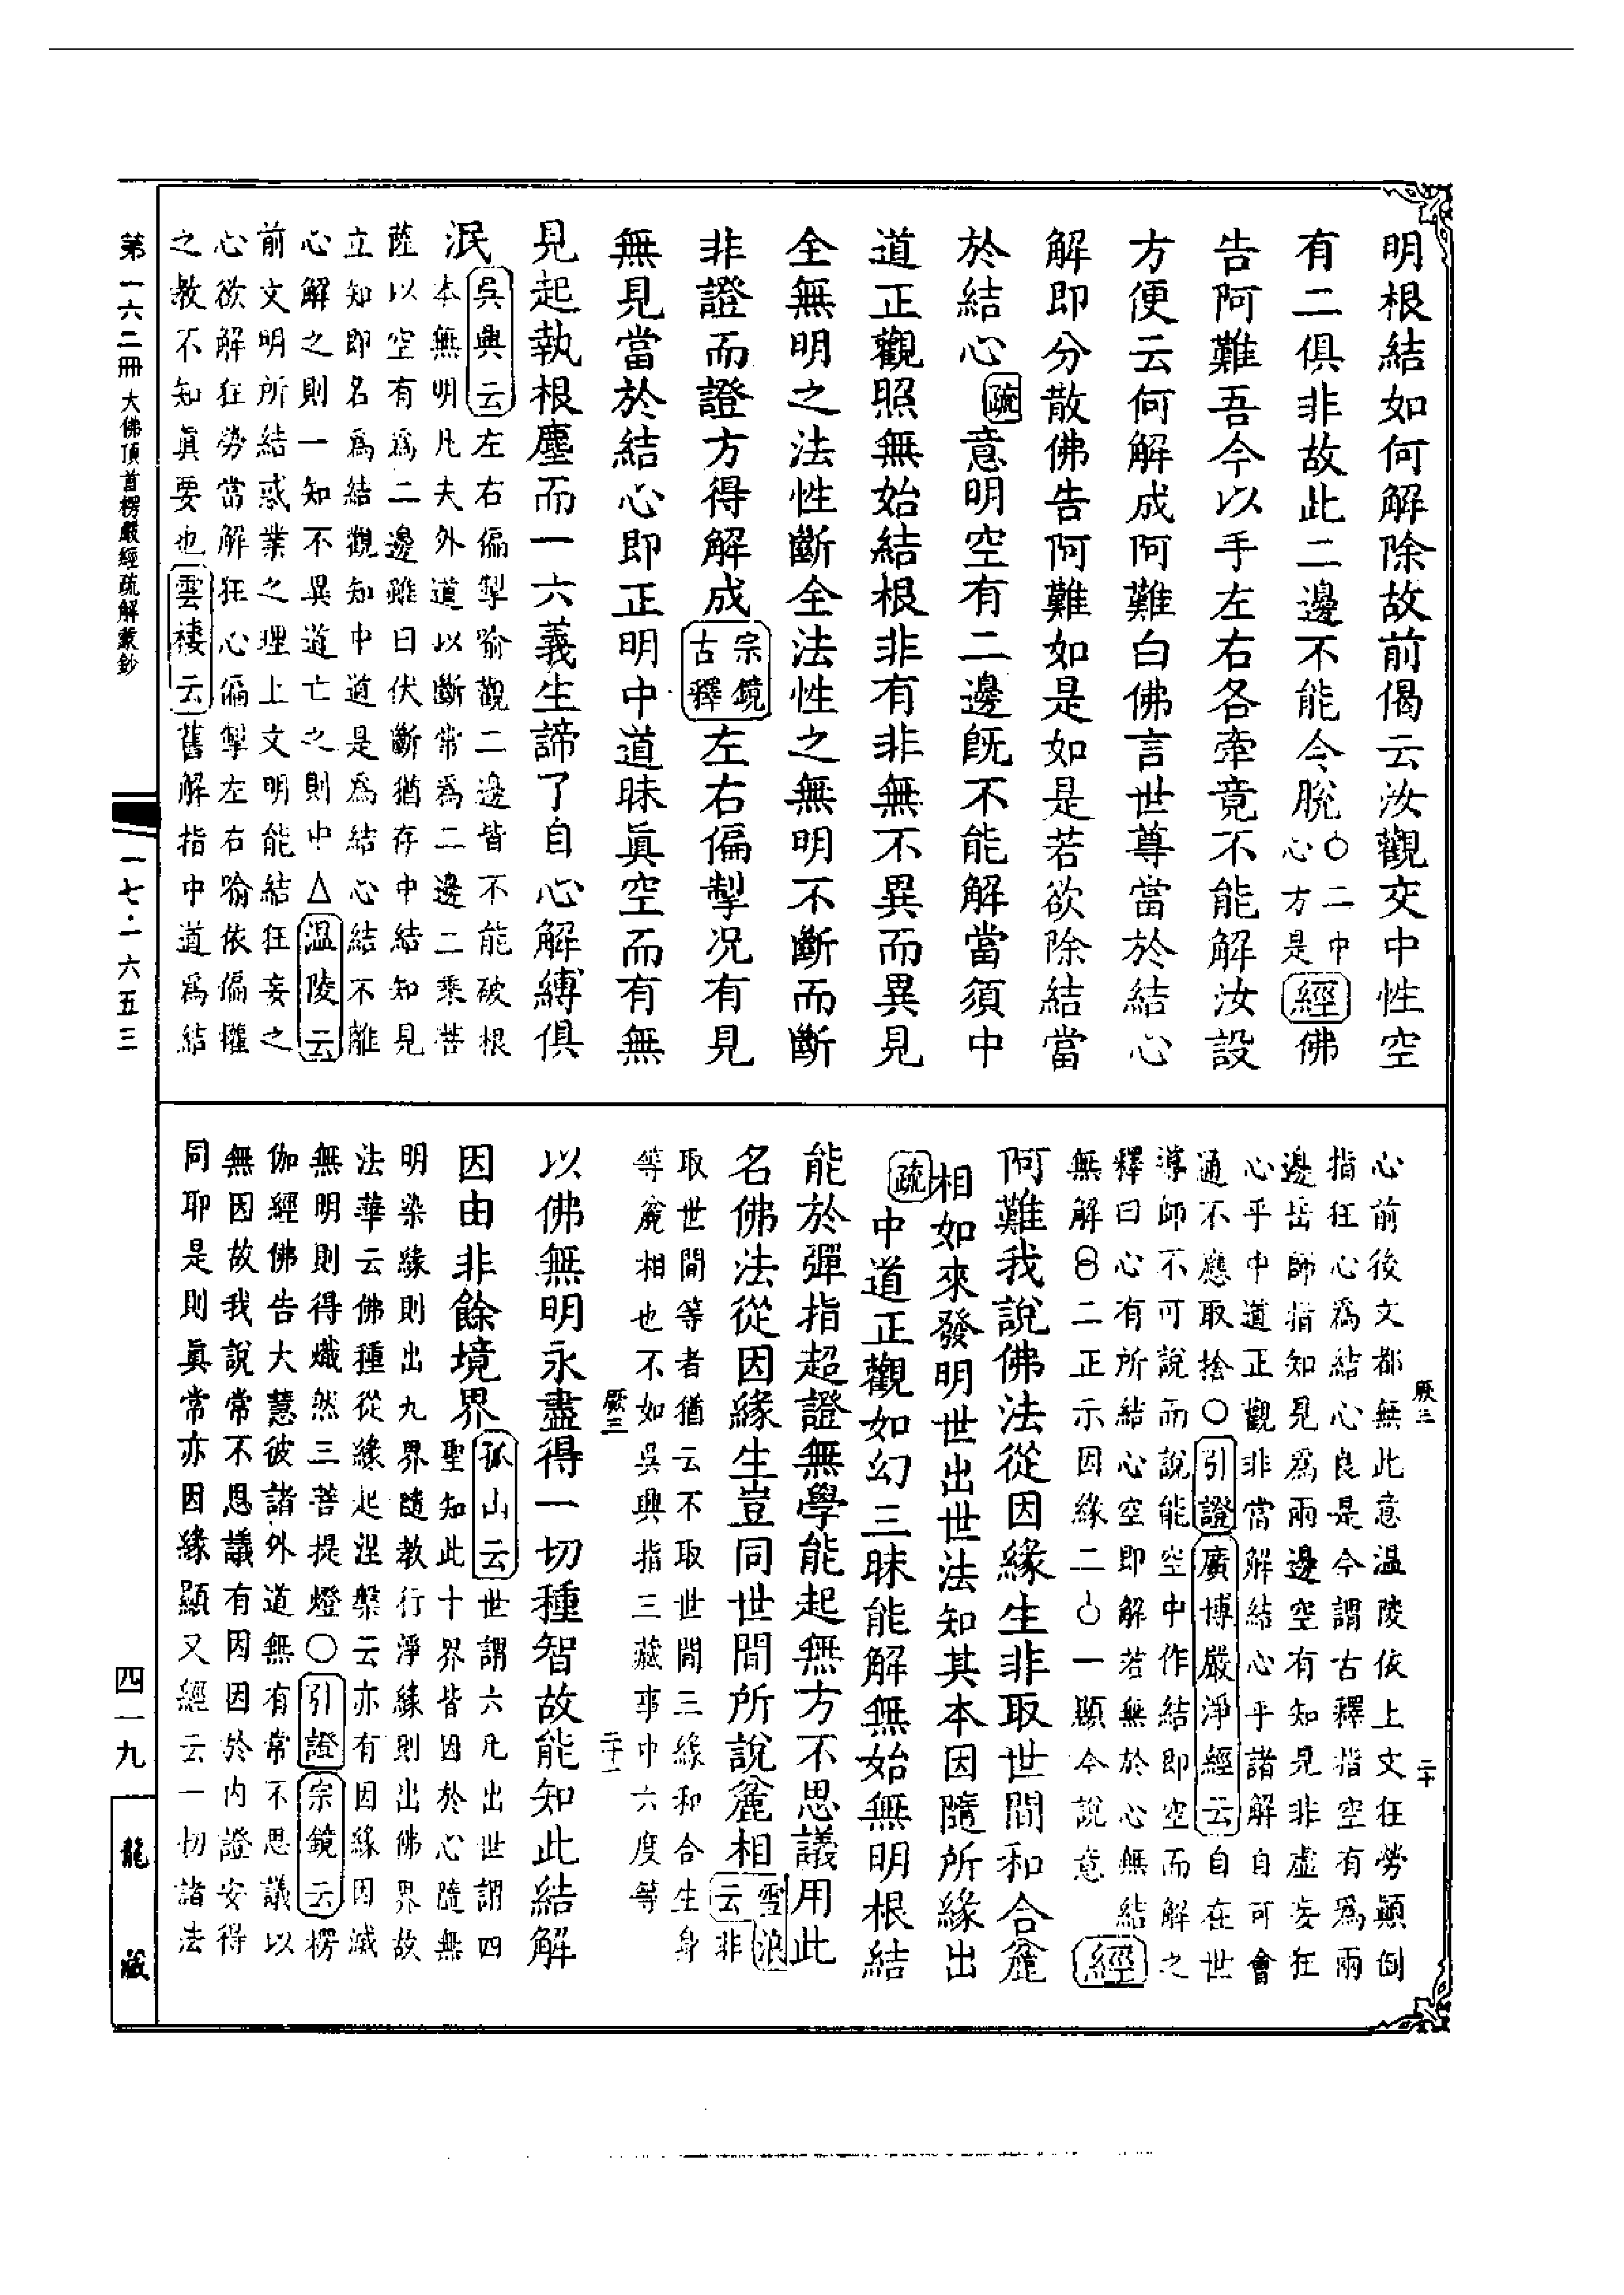 明根結如何解除故前偈云汝觀交中性空
有二俱非故此二邊不能令脫○二中
心方是經佛
告阿難吾今以手左右各牽竟不能解汝設
方便云何解成阿難白佛言世尊當於結心
解即分散佛告阿難如是如是若欲除結當
於結心疏意明空有二邊既不能解當須中
道正觀照無始結根非有非無不異而異見
全無明之法性斷全法性之無明不斷而斷
非證而證方得解成宗鏡
古釋左右偏掣况有見
無見當於結心即正明中道昧眞空而有無
見起執根塵而一六義生諦了自心解縛俱
泯吳興云左右偏掣喻觀二邊皆不能破根
本無明凡夫外道以斷常爲二邊二乘菩
薩以空有爲二邊雖曰伏斷猶存中結知見
立知即名爲結觀知中道是爲結心結不離
心解之則一知不異道亡之則中△温陵云
前文明所結惑業之理上文明能結狂妄之
心欲解狂勞當解狂心偏掣左右喻依偏權
之教不知眞要也雲棲云舊解指中道爲結
心前後文都無此意温陵依上文狂勞顚倒
指狂心爲結心良是今謂古釋指空有爲兩
邊岳師指知見爲兩邊空有知見非虛妄狂
心乎中道正觀非當解結心乎諸解自可會
通不應取捨○引證廣博嚴淨經云自在世
導師不可說而說能空中作結即空而解之
釋曰心有所結心空即解若無於心無結
無解二正示因緣二一顯今說意經
阿難我說佛法從因緣生非取世間和合麁
相如來發明世出世法知其本因隨所緣出
疏中道正觀如幻三昧能解無始無明根結
能於彈指超證無學能起無方不思議用此
名佛法從因緣生豈同世間所說麁相雪浪
云非
取世間等者猶云不取世間三緣和合生身
等麁相也不如吳興指三藏事中六度等
以佛無明永盡得一切種智故能知此結解
因由非餘境界孤山云世謂六凡出世謂四
聖知此十界皆因於心隨無
明染緣則出九界隨教行淨緣則出佛界故
法華云佛種從緣起涅槃云亦有因緣因滅
無明則得熾然三菩提燈○引證宗鏡云楞
伽經佛告大慧彼諸外道無有常不思議以
無因故我說常不思議有因因於内證安得
同耶是則眞常亦因緣顯又經云一切諸法
厥三
二十
厥三
二十一
第一六二冊 大佛頂首楞嚴經疏解蒙鈔
一七·一六五三
四一九
龍藏